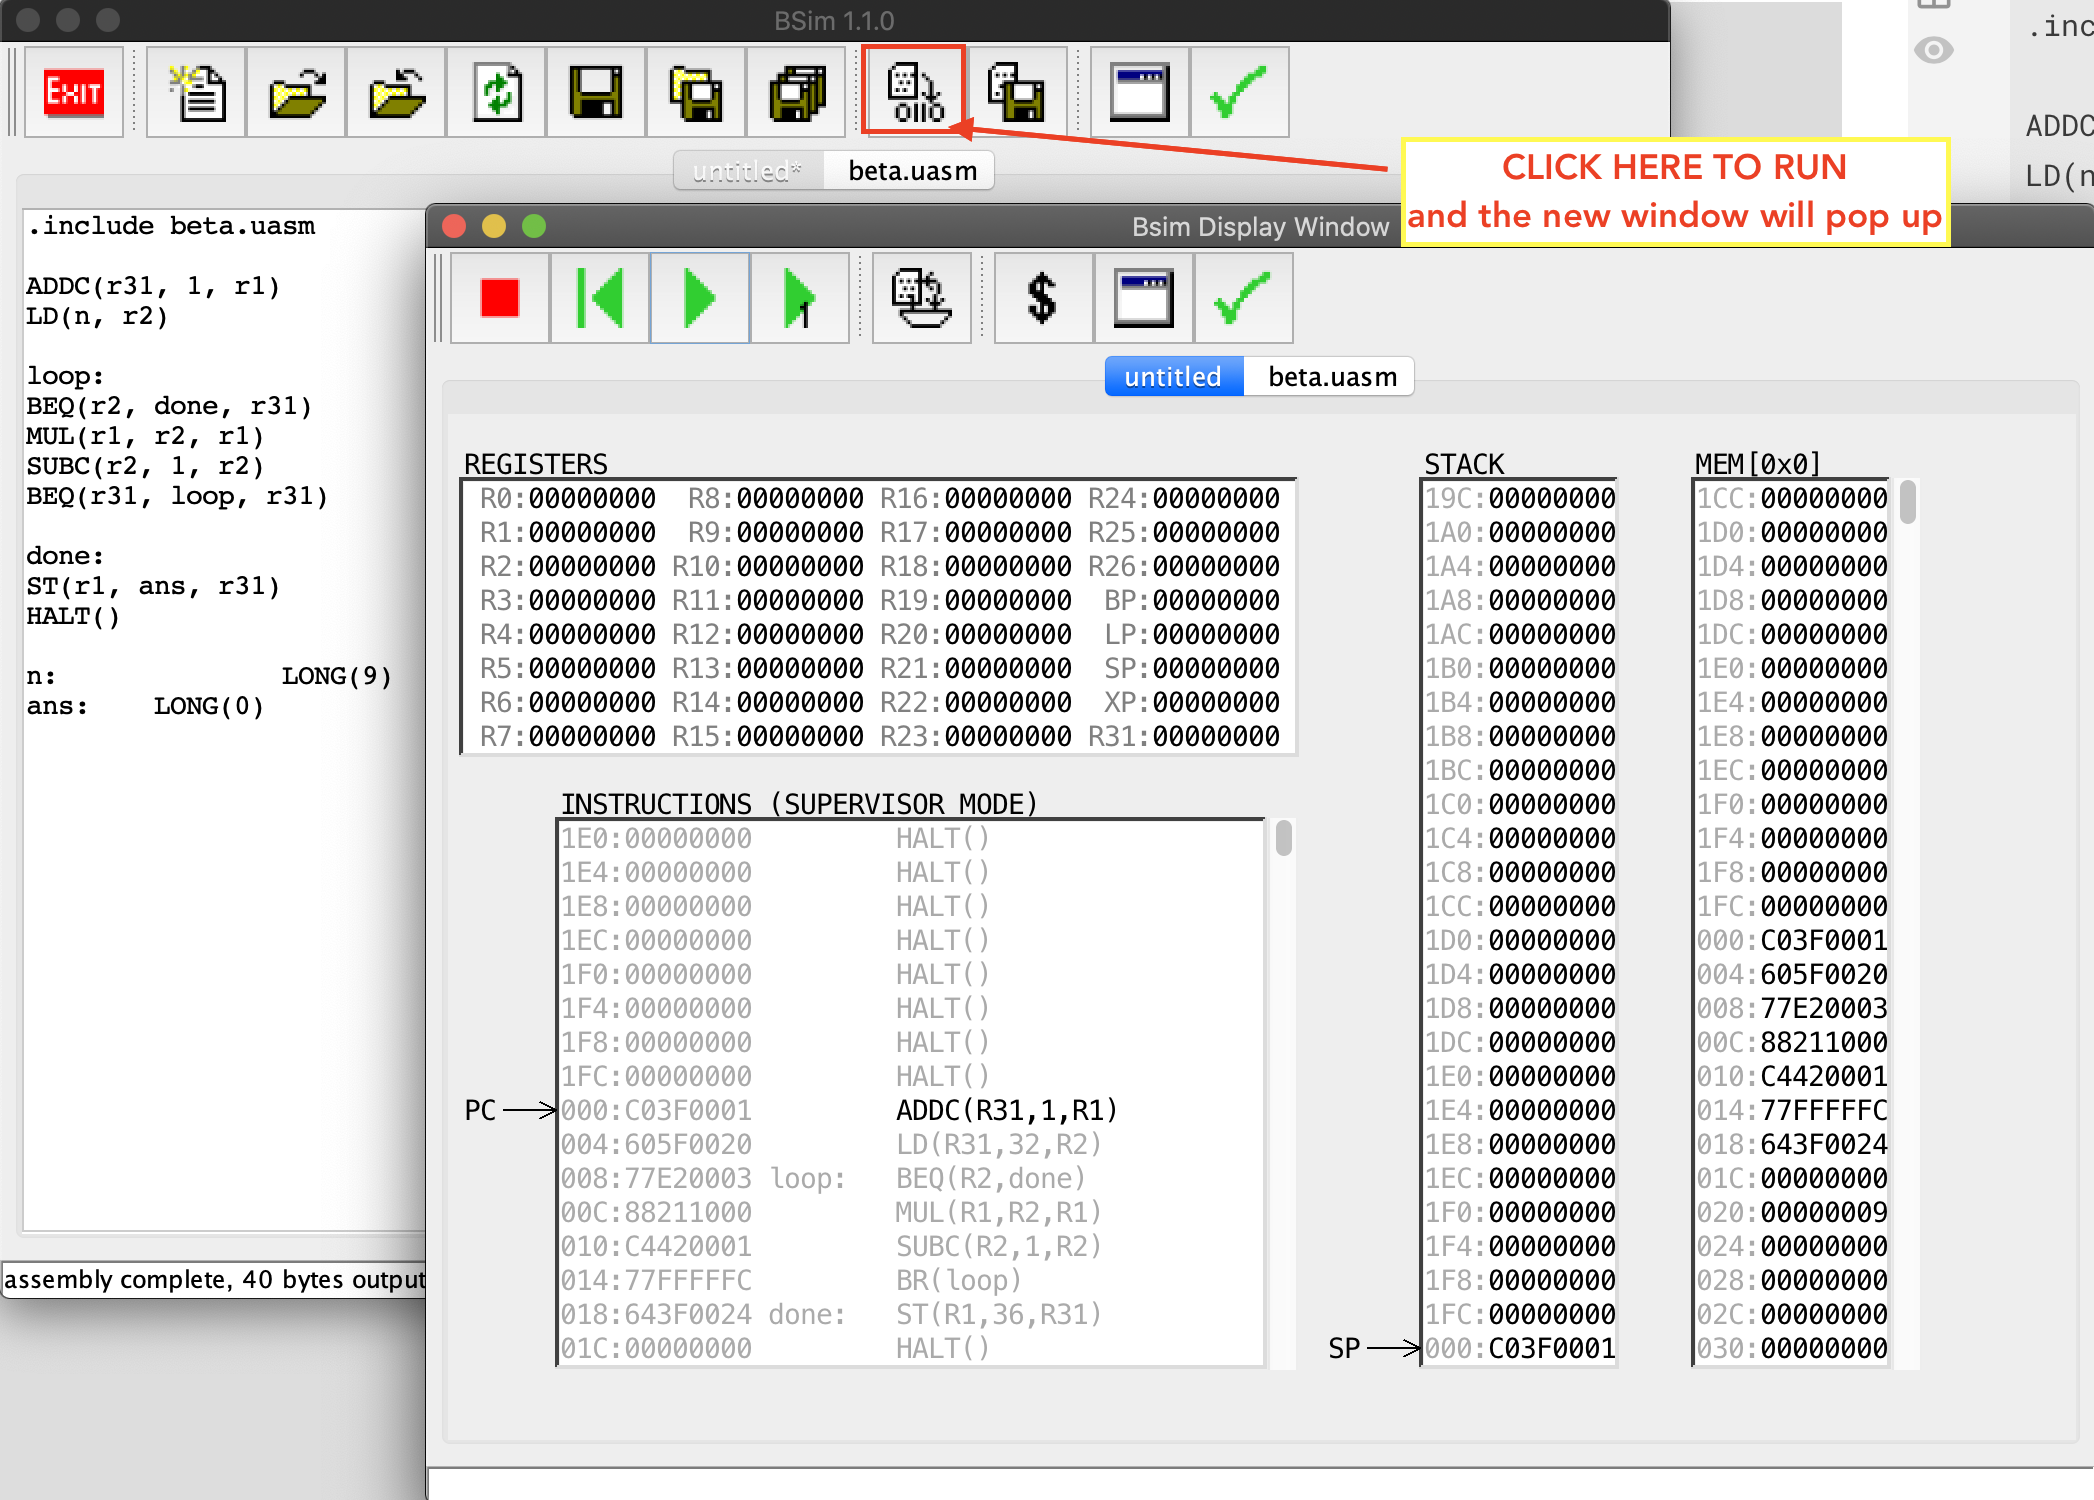 BSim 1.1.0
EXIT
0110
untitled*
beta.uasm
CLICK HERE TO RUN
and the new window will pop up
.inc
ADDC
LD(n
.include beta.uasm
ADDC(r31, 1, r1)
LD(n, r2)
loop:
BEQ(r2, done, r31)
MUL(r1, r2, r1)
SUBC(r2, 1, r2)
BEQ(r31, loop, r31)
done:
ST(r1, ans, r31)
HALT()
n: LONG(9)
ans: LONG(0)
assembly complete, 40 bytes output
Bsim Display Window
1
$
untitled
beta.uasm
REGISTERS
R0:00000000 R8:00000000 R16:00000000 R24:00000000
R1:00000000 R9:00000000 R17:00000000 R25:00000000
R2:00000000 R10:00000000 R18:00000000 R26:00000000
R3:00000000 R11:00000000 R19:00000000 BP:00000000
R4:00000000 R12:00000000 R20:00000000 LP:00000000
R5:00000000 R13:00000000 R21:00000000 SP:00000000
R6:00000000 R14:00000000 R22:00000000 XP:00000000
R7:00000000 R15:00000000 R23:00000000 R31:00000000
INSTRUCTIONS (SUPERVISOR MODE)
1E0:00000000 HALT()
1E4:00000000 HALT()
1E8:00000000 HALT()
1EC:00000000 HALT()
1F0:00000000 HALT()
1F4:00000000 HALT()
1F8:00000000 HALT()
1FC:00000000 HALT()
PC
000:C03F0001 ADDC(R31,1,R1)
004:605F0020 LD(R31,32,R2)
008:77E20003 loop: BEQ(R2,done)
00C:88211000 MUL(R1,R2,R1)
010:C4420001 SUBC(R2,1,R2)
014:77FFFFFC BR(loop)
018:643F0024 done: ST(R1,36,R31)
01C:00000000 HALT()
STACK
19C:00000000
1A0:00000000
1A4:00000000
1A8:00000000
1AC:00000000
1B0:00000000
1B4:00000000
1B8:00000000
1BC:00000000
1C0:00000000
1C4:00000000
1C8:00000000
1CC:00000000
1D0:00000000
1D4:00000000
1D8:00000000
1DC:00000000
1E0:00000000
1E4:00000000
1E8:00000000
1EC:00000000
1F0:00000000
1F4:00000000
1F8:00000000
1FC:00000000
SP
000:C03F0001
MEM[0x0]
1CC:00000000
1D0:00000000
1D4:00000000
1D8:00000000
1DC:00000000
1E0:00000000
1E4:00000000
1E8:00000000
1EC:00000000
1F0:00000000
1F4:00000000
1F8:00000000
1FC:00000000
000:C03F0001
004:605F0020
008:77E20003
00C:88211000
010:C4420001
014:77FFFFFC
018:643F0024
01C:00000000
020:00000009
024:00000000
028:00000000
02C:00000000
030:00000000